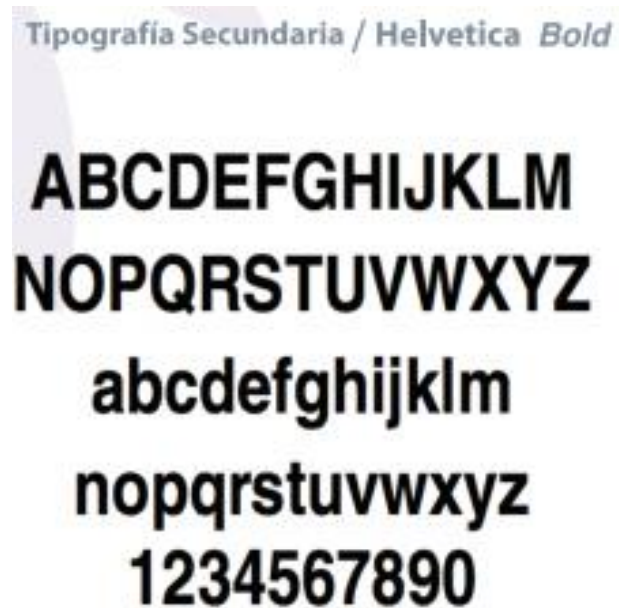 Tipografía Secundaria / Helvetica Bold
ABCDEFGHIJKLM
NOPQRSTUVWXYZ
abcdefghijklm
nopqrstuvwxyz
1234567890